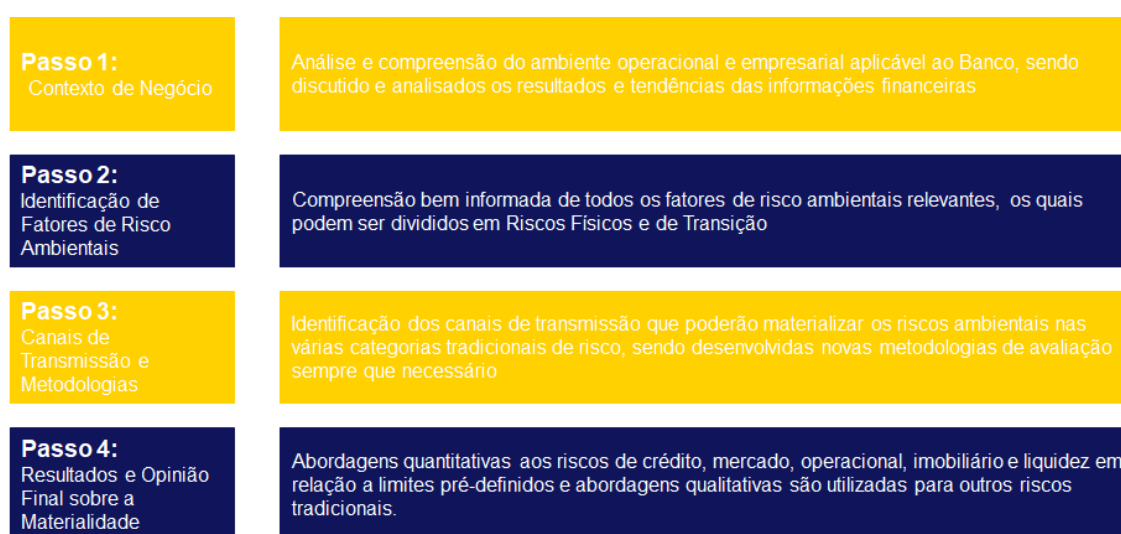 Passo 1:
Contexto de Negócio
Análise e compreensão do ambiente operacional e empresarial aplicável ao Banco, sendo
discutido e analisados os resultados e tendências das informações financeiras
Passo 2:
Identificação de
Fatores de Risco
Ambientais
Compreensão bem informada de todos os fatores de risco ambientais relevantes, os quais
podem ser divididos em Riscos Físicos e de Transição
Passo 3:
Canais de
Transmissão e
Metodologias
Identificação dos canais de transmissão que poderão materializar os riscos ambientais nas
várias categorias tradicionais de risco, sendo desenvolvidas novas metodologias de avaliação
sempre que necessário
Passo 4:
Resultados e Opinião
Final sobre a
Materialidade
Abordagens quantitativas aos riscos de crédito, mercado, operacional, imobiliário e liquidez em
relação a limites pré-definidos e abordagens qualitativas são utilizadas para outros riscos
tradicionais.